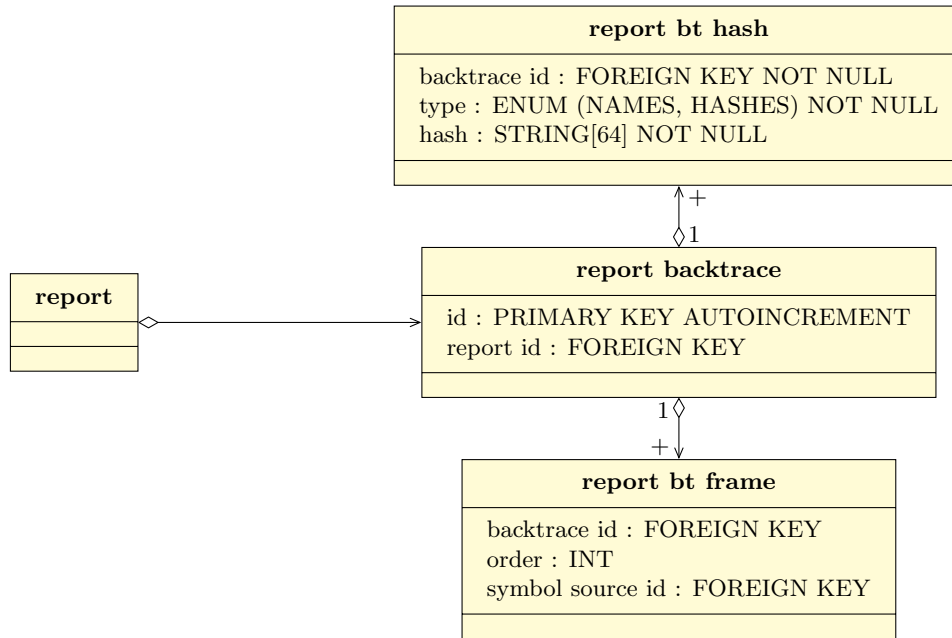 report bt hash
backtrace id : FOREIGN KEY NOT NULL
type : ENUM (NAMES, HASHES) NOT NULL
hash : STRING[64] NOT NULL
+
1
report backtrace
id : PRIMARY KEY AUTOINCREMENT
report id : FOREIGN KEY
report
1
+
report bt frame
backtrace id : FOREIGN KEY
order : INT
symbol source id : FOREIGN KEY